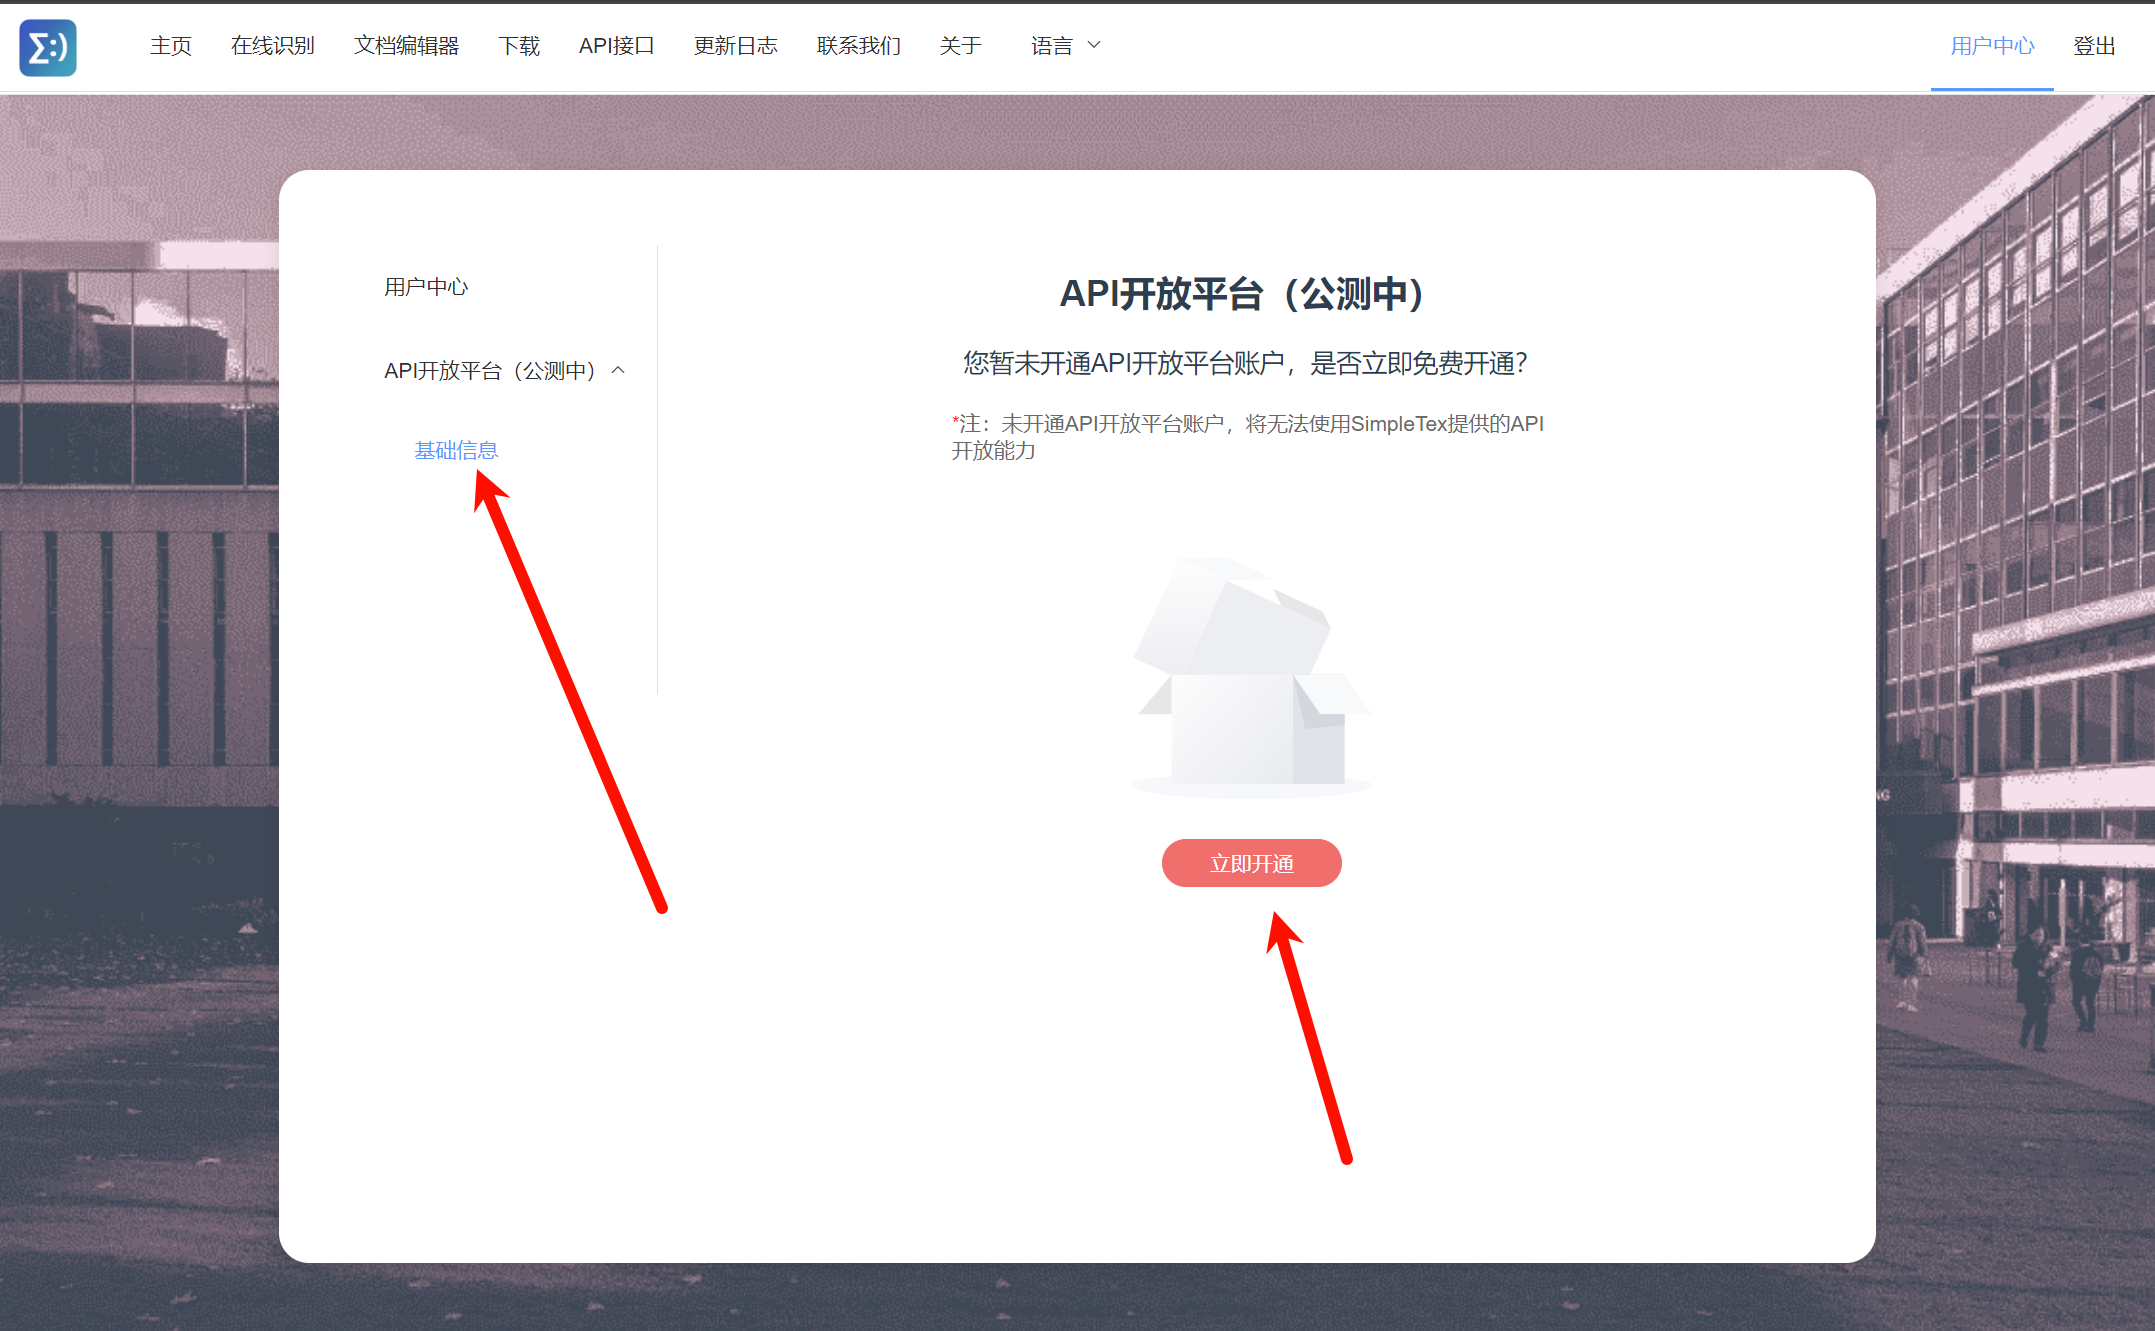 Σ:)
主页
在线识别
文档编辑器
下载
API接口
更新日志
联系我们
关于
语言
用户中心
登出
用户中心
API开放平台（公测中）
基础信息
API开放平台（公测中）
您暂未开通API开放平台账户，是否立即免费开通？
*注：未开通API开放平台账户，将无法使用SimpleTex提供的API
开放能力
立即开通
NG